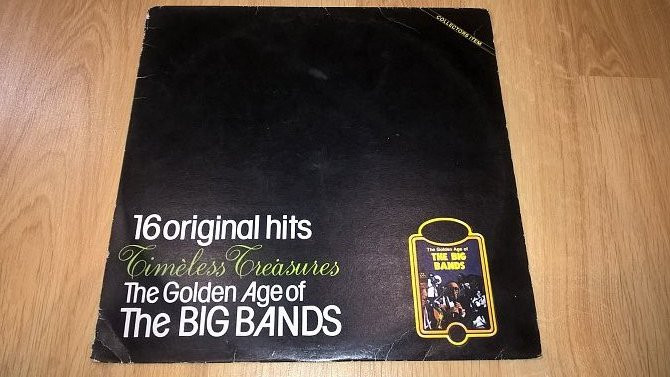 COLLECTORS ITEM
16 original hits
Timeless Treasures
The Golden Age of
The BIG BANDS
The Golden Age of
THE BIG
BANDS